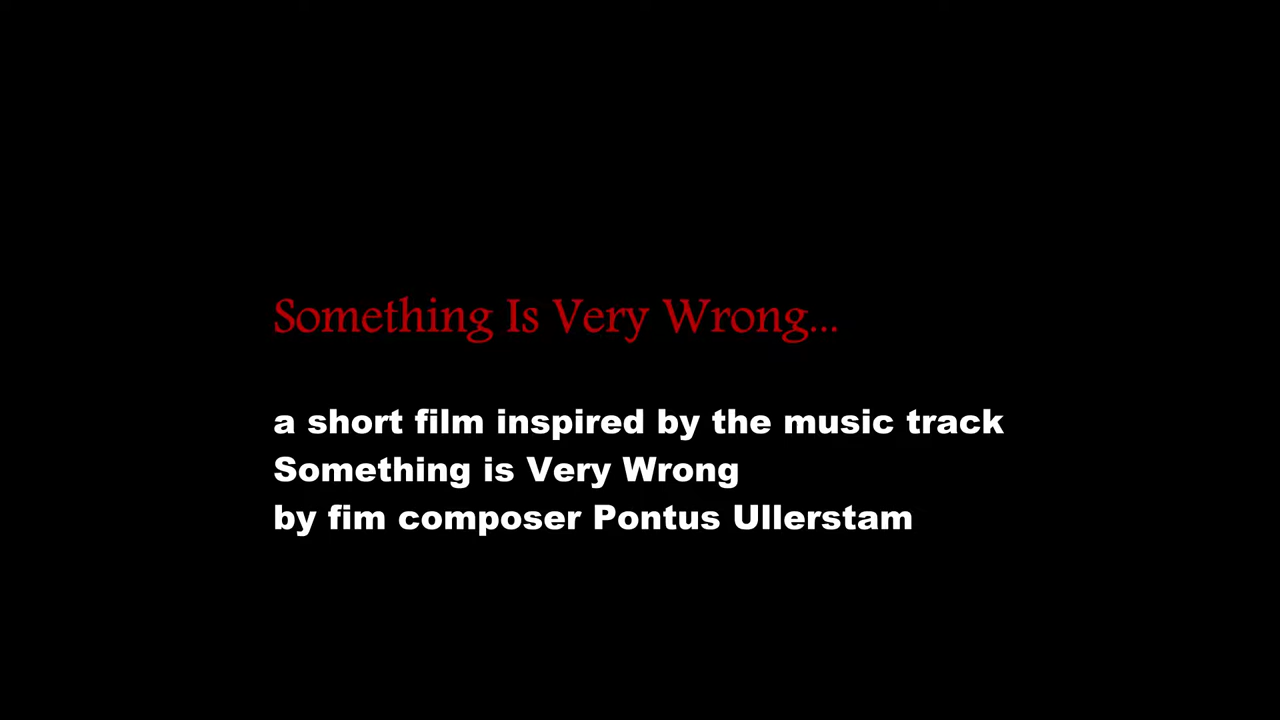 Something Is Very Wrong...
a short film inspired by the music track
Something is Very Wrong
by fim composer Pontus Ullerstam